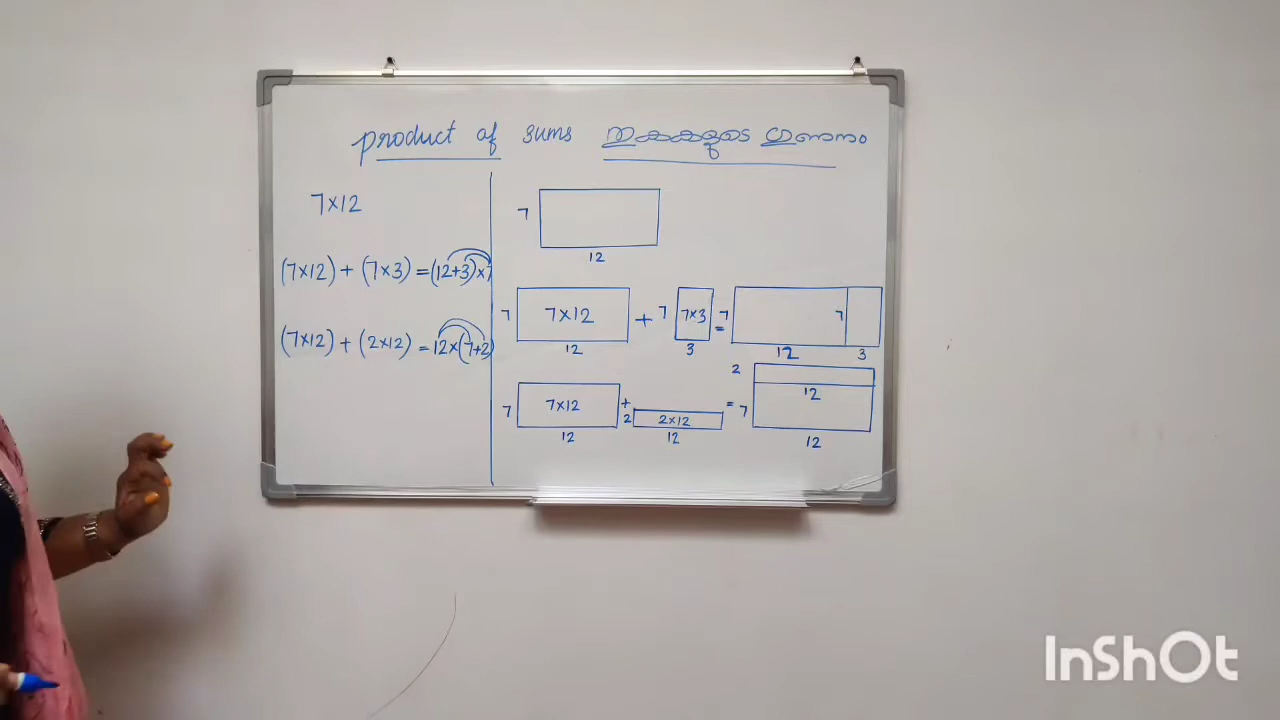 product of sums തുകകളുടെ ഗുണനം
7×12
(7×12) + (7×3) = (12+3)×7
(7×12) + (2×12) = 12×(7+2)
7
12
7 7×12 + 7 7×3 = 7 7
12 3 12 3
2
12
7 7×12 + 2 2×12 = 7
12 12 12
InShOt